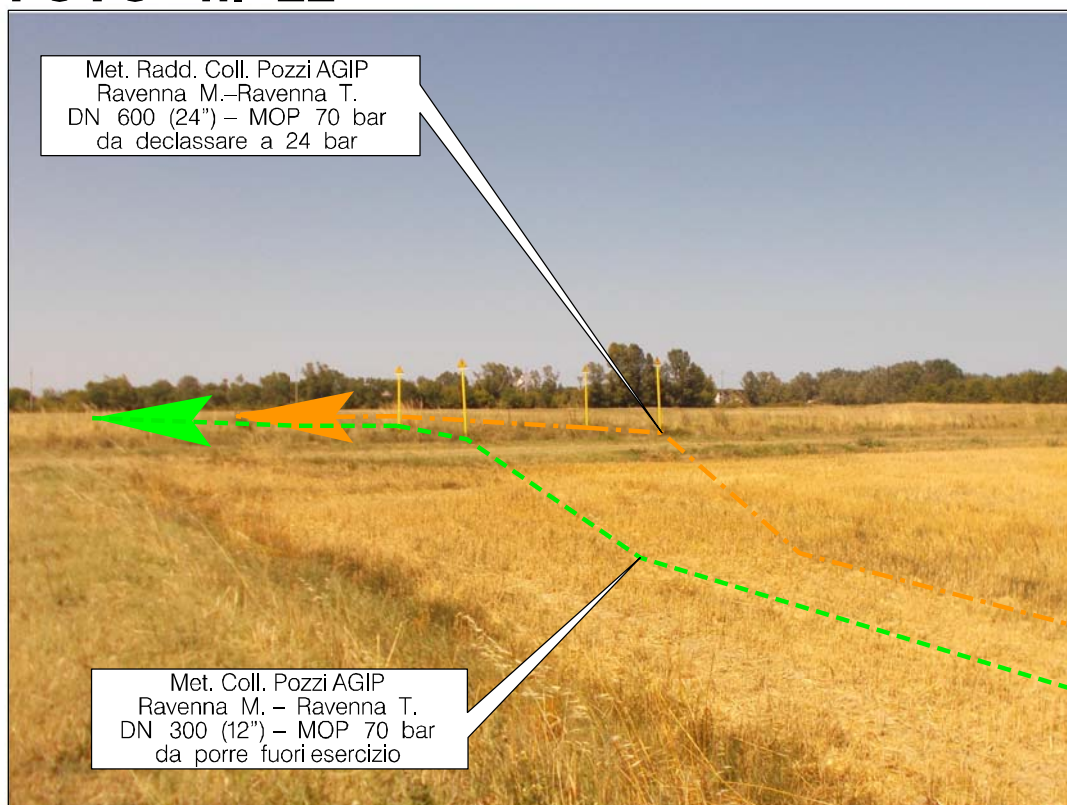 Met. Radd. Coll. Pozzi AGIP
Ravenna M.–Ravenna T.
DN 600 (24") – MOP 70 bar
da declassare a 24 bar
Met. Coll. Pozzi AGIP
Ravenna M. – Ravenna T.
DN 300 (12") – MOP 70 bar
da porre fuori esercizio